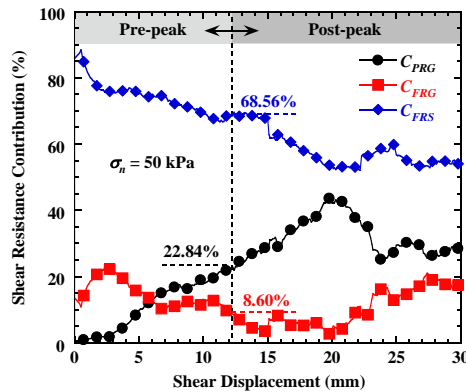 Pre-peak
Post-peak
100
80
60
40
20
0
Shear Resistance Contribution (%)
C_PRG
C_FRG
C_FRS
68.56%
σn = 50 kPa
22.84%
8.60%
0 5 10 15 20 25 30
Shear Displacement (mm)